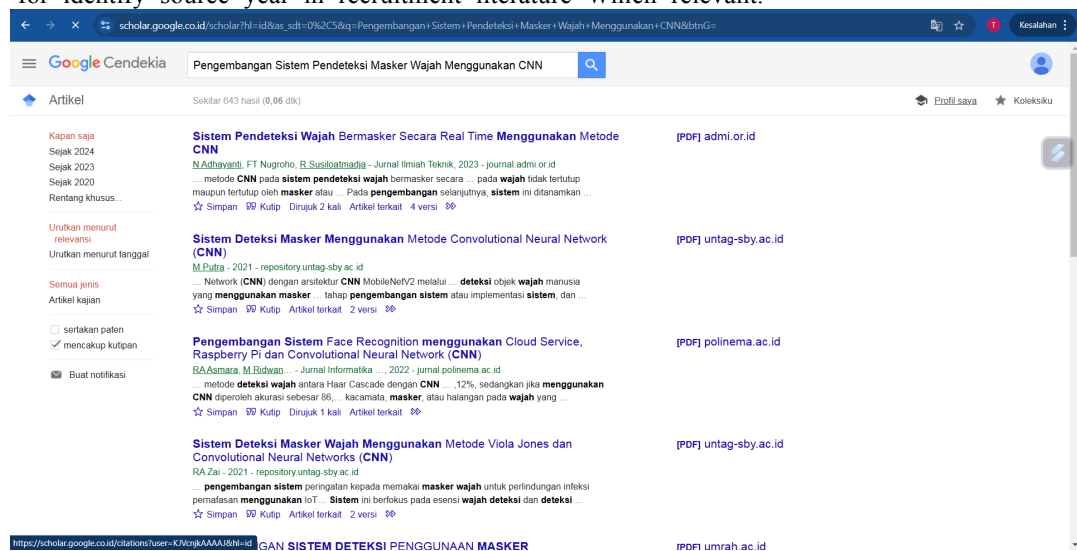 for identify source year in recruitment literature Which relevant.
scholar.google.co.id/scholar?hl=id&as_sdt=0%2C5&q=Pengembangan+Sistem+Pendeteksi+Masker+Wajah+Menggunakan+CNN&btnG=
T
Kesalahan
Google Cendekia
Pengembangan Sistem Pendeteksi Masker Wajah Menggunakan CNN
Artikel
Sekitar 643 hasil (0,06 dtk)
Profil saya
Koleksiku
Kapan saja
Sejak 2024
Sejak 2023
Sejak 2020
Rentang khusus...
Urutkan menurut
relevansi
Urutkan menurut tanggal
Semua jenis
Artikel kajian
sertakan paten
mencakup kutipan
Buat notifikasi
Sistem Pendeteksi Wajah Bermasker Secara Real Time Menggunakan Metode
CNN
[PDF] admi.or.id
N Adhayanti, FT Nugroho, R Susiloatmadja - Jurnal Ilmiah Teknik, 2023 - journal.admi.or.id
... metode CNN pada sistem pendeteksi wajah bermasker secara ... pada wajah tidak tertutup
maupun tertutup oleh masker atau ... Pada pengembangan selanjutnya, sistem ini ditanamkan ...
Simpan Kutip Dirujuk 2 kali Artikel terkait 4 versi
Sistem Deteksi Masker Menggunakan Metode Convolutional Neural Network
(CNN)
[PDF] untag-sby.ac.id
M Putra - 2021 - repository.untag-sby.ac.id
... Network (CNN) dengan arsitektur CNN MobileNetV2 melalui ... deteksi objek wajah manusia
yang menggunakan masker ... tahap pengembangan sistem atau implementasi sistem, dan ...
Simpan Kutip Artikel terkait 2 versi
Pengembangan Sistem Face Recognition menggunakan Cloud Service,
Raspberry Pi dan Convolutional Neural Network (CNN)
[PDF] polinema.ac.id
RA Asmara, M Ridwan... - Jurnal Informatika ..., 2022 - jurnal.polinema.ac.id
... metode deteksi wajah antara Haar Cascade dengan CNN ... ,12%, sedangkan jika menggunakan
CNN diperoleh akurasi sebesar 86,... kacamata, masker, atau halangan pada wajah yang ...
Simpan Kutip Dirujuk 1 kali Artikel terkait
Sistem Deteksi Masker Wajah Menggunakan Metode Viola Jones dan
Convolutional Neural Networks (CNN)
[PDF] untag-sby.ac.id
RA Zai - 2021 - repository.untag-sby.ac.id
... pengembangan sistem peringatan kepada memakai masker wajah untuk perlindungan infeksi
pernafasan menggunakan IoT... Sistem ini berfokus pada esensi wajah deteksi dan deteksi ...
Simpan Kutip Artikel terkait 2 versi
GAN SISTEM DETEKSI PENGGUNAAN MASKER
[PDF] umrah.ac.id
https://scholar.google.co.id/citations?user=KJVcnjkAAAAJ&hl=id